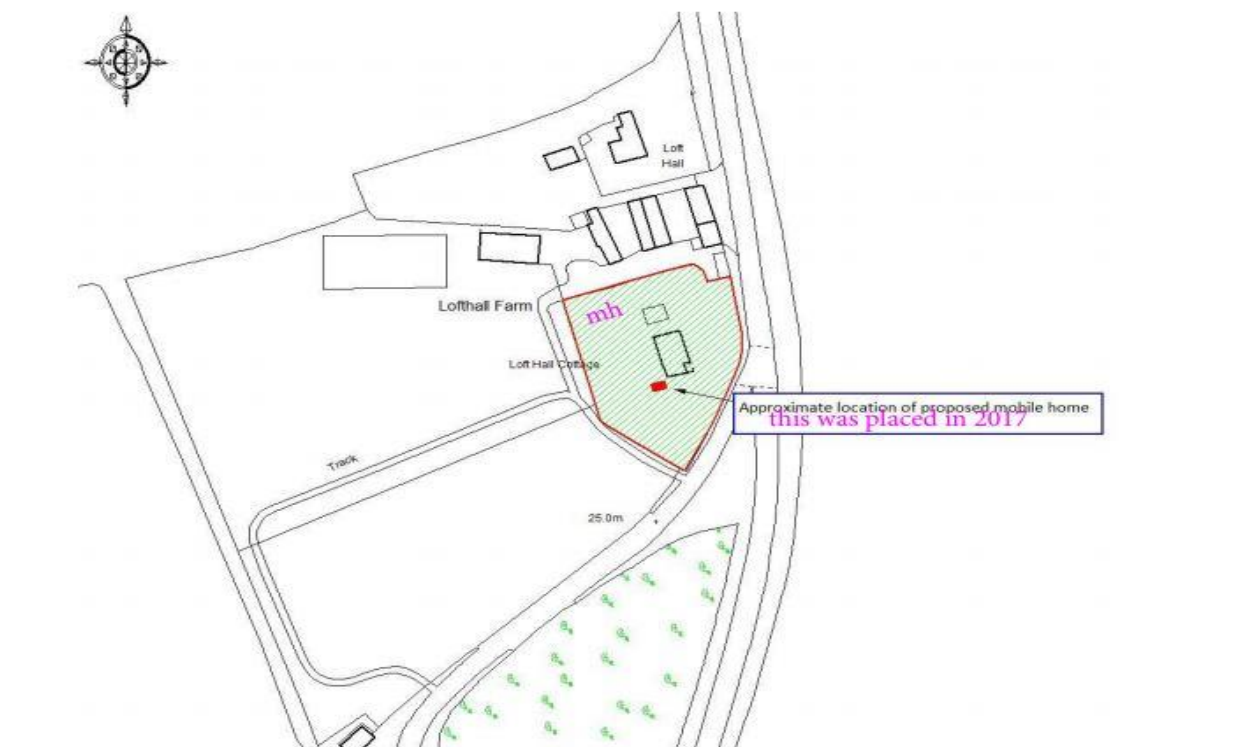 Loft
Hall
Lofthall Farm
mh
Loft Hall Cottage
Approximate location of proposed mobile home
this was placed in 2017
Track
25.0m